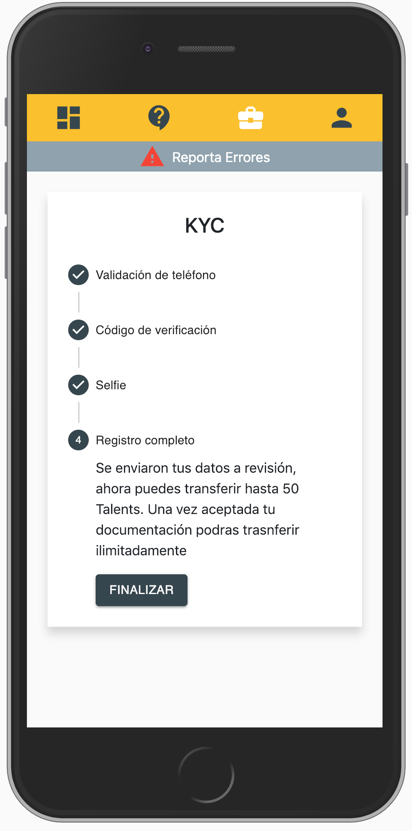 Reporta Errores
KYC
Validación de teléfono
Código de verificación
Selfie
4 Registro completo
Se enviaron tus datos a revisión,
ahora puedes transferir hasta 50
Talents. Una vez aceptada tu
documentación podras trasnferir
ilimitadamente
FINALIZAR